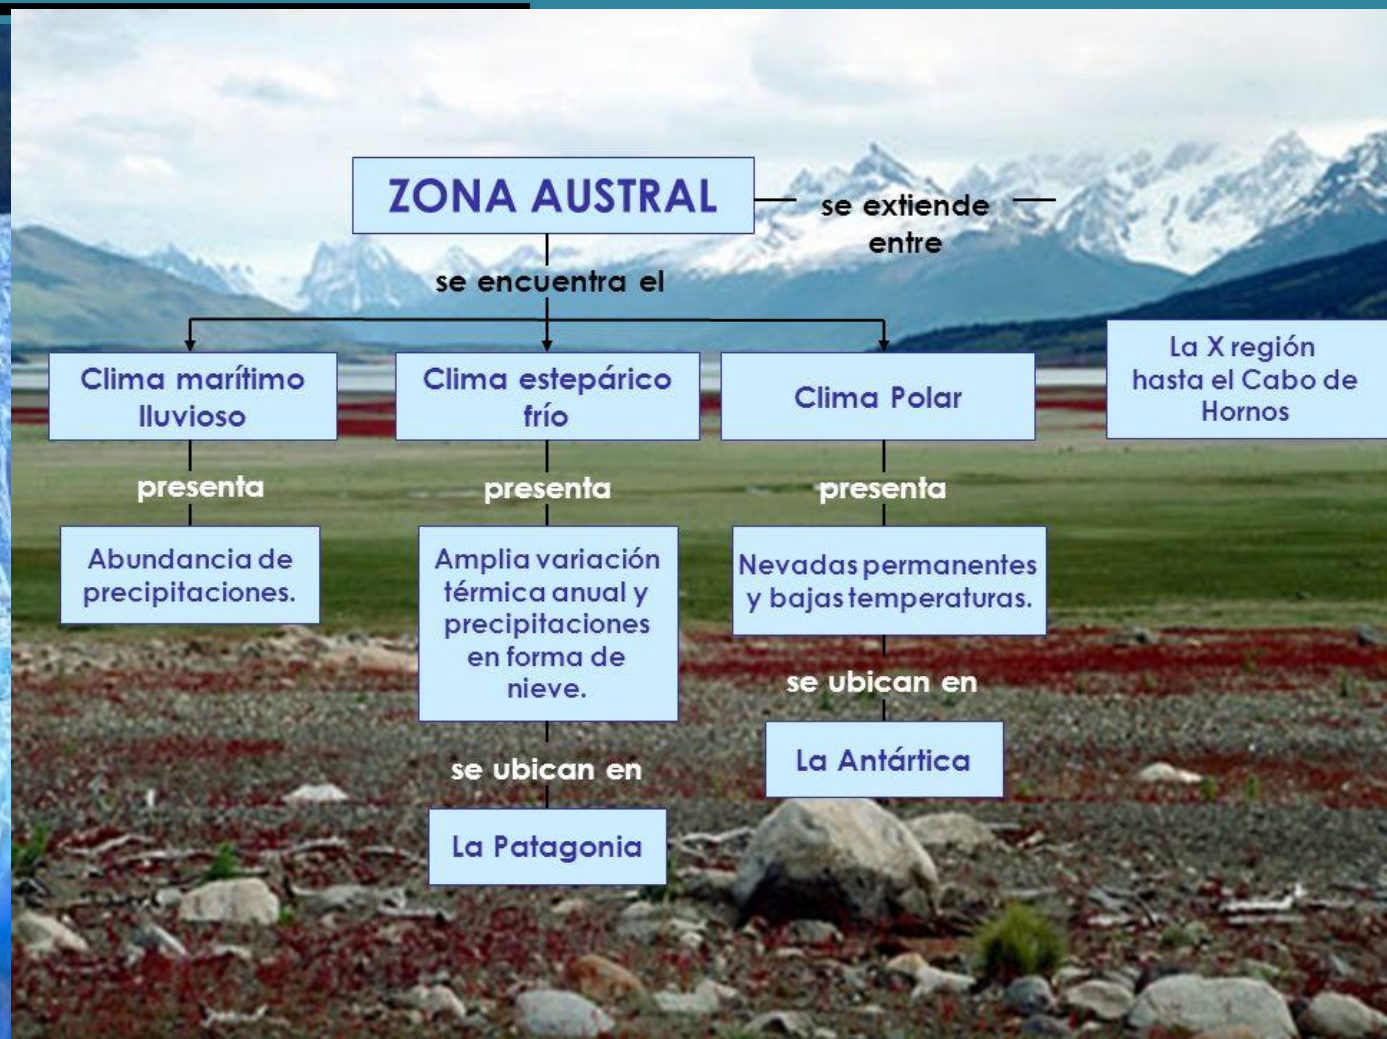 ZONA AUSTRAL
se extiende
entre
se encuentra el
La X región
hasta el Cabo de
Hornos
Clima marítimo
lluvioso
Clima estepárico
frío
Clima Polar
presenta
presenta
presenta
Abundancia de
precipitaciones.
Amplia variación
térmica anual y
precipitaciones
en forma de
nieve.
Nevadas permanentes
y bajas temperaturas.
se ubican en
se ubican en
La Antártica
La Patagonia